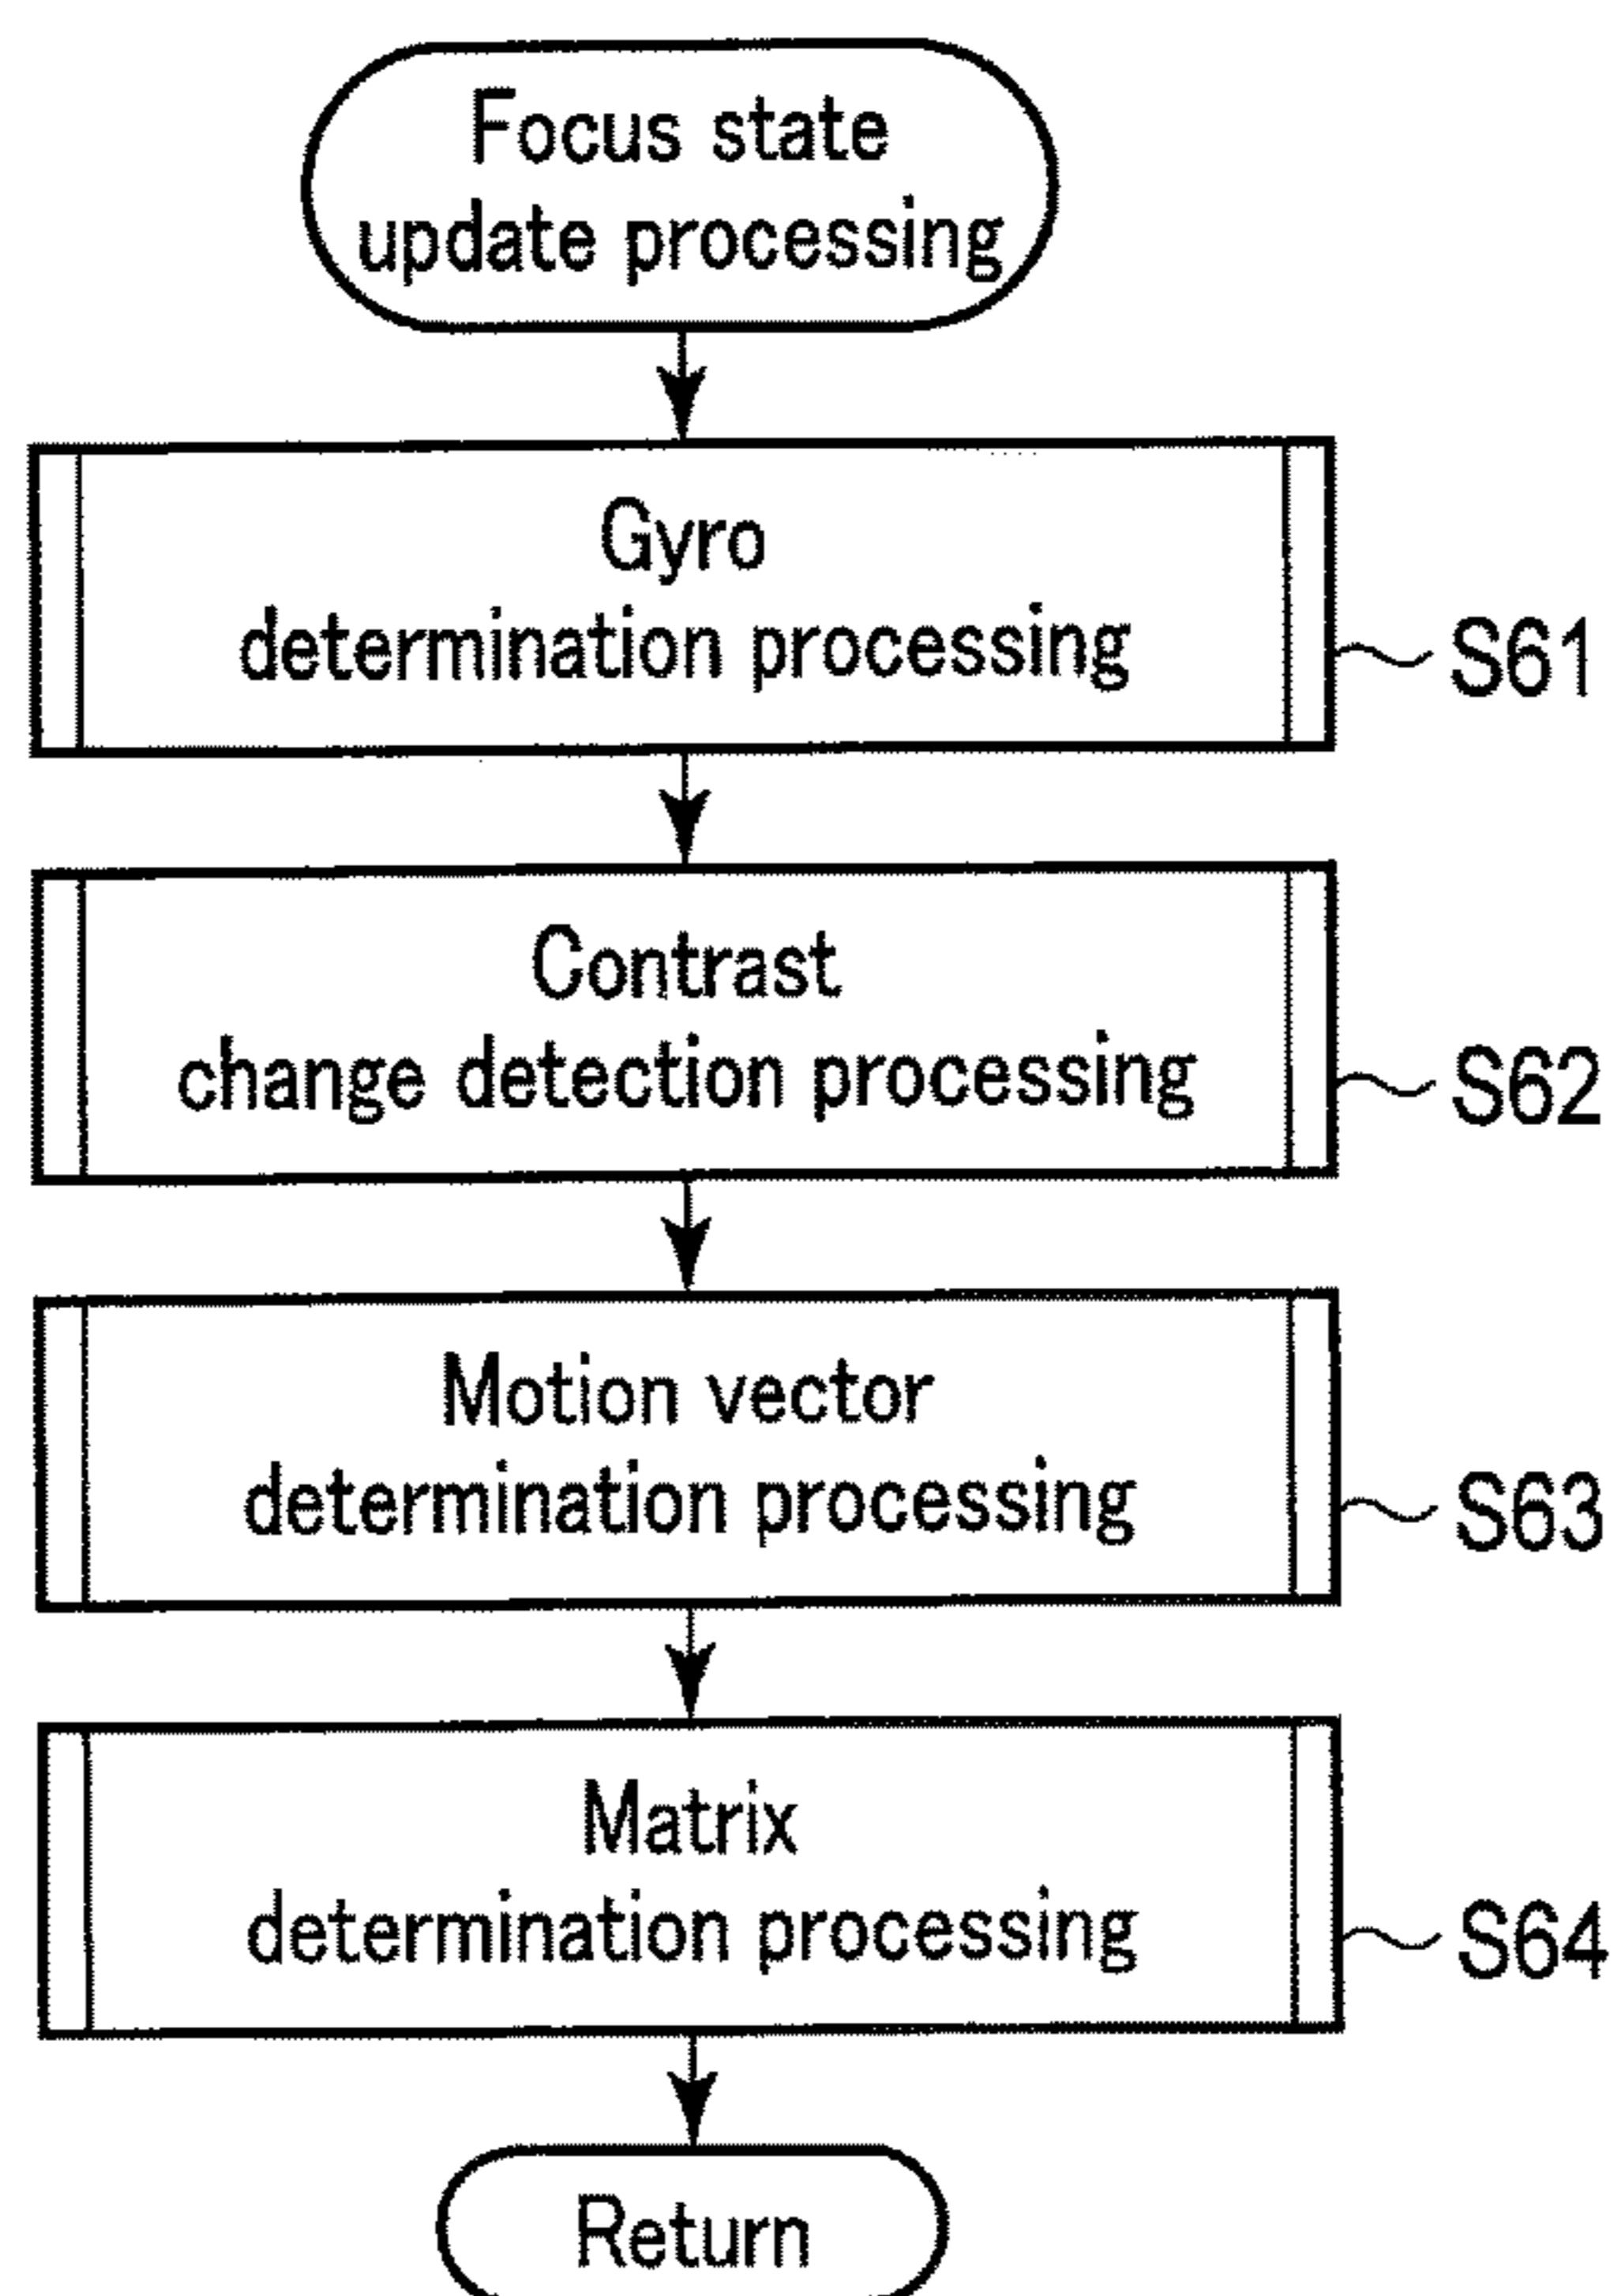 Focus state
update processing
Gyro
determination processing
S61
Contrast
change detection processing
S62
Motion vector
determination processing
S63
Matrix
determination processing
S64
Return